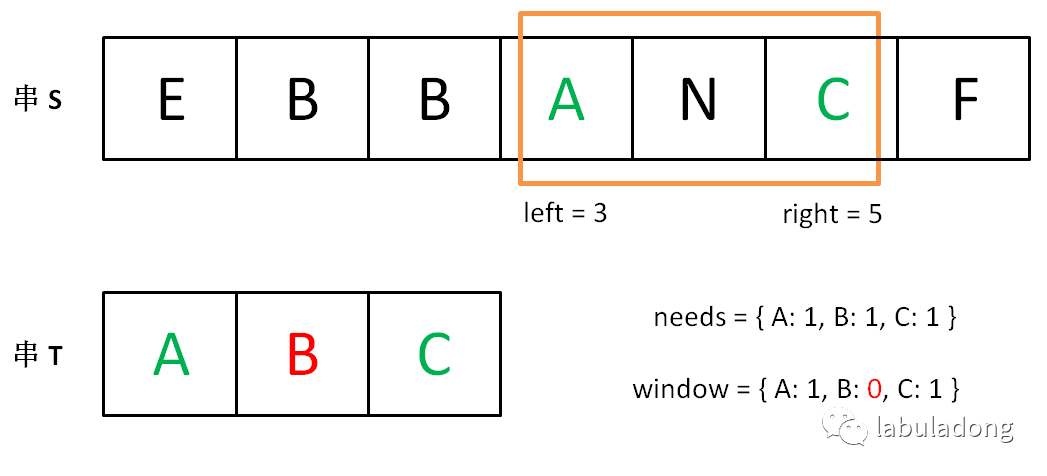 串 S E B B A N C F
left = 3 right = 5
串 T A B C
needs = { A: 1, B: 1, C: 1 }
window = { A: 1, B: 0, C: 1 }
labuladong